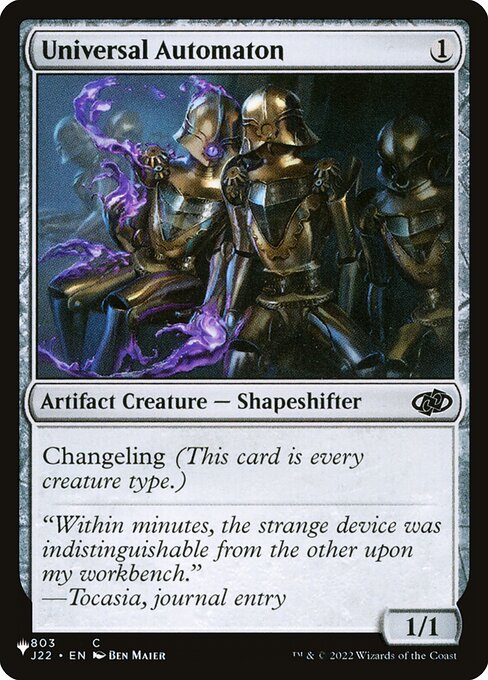 Universal Automaton 1
Artifact Creature — Shapeshifter
Changeling (This card is every
creature type.)
“Within minutes, the strange device was
indistinguishable from the other upon
my workbench.”
—Tocasia, journal entry
1/1
803 C
J22 • EN Ben Maier
™ & © 2022 Wizards of the Coast